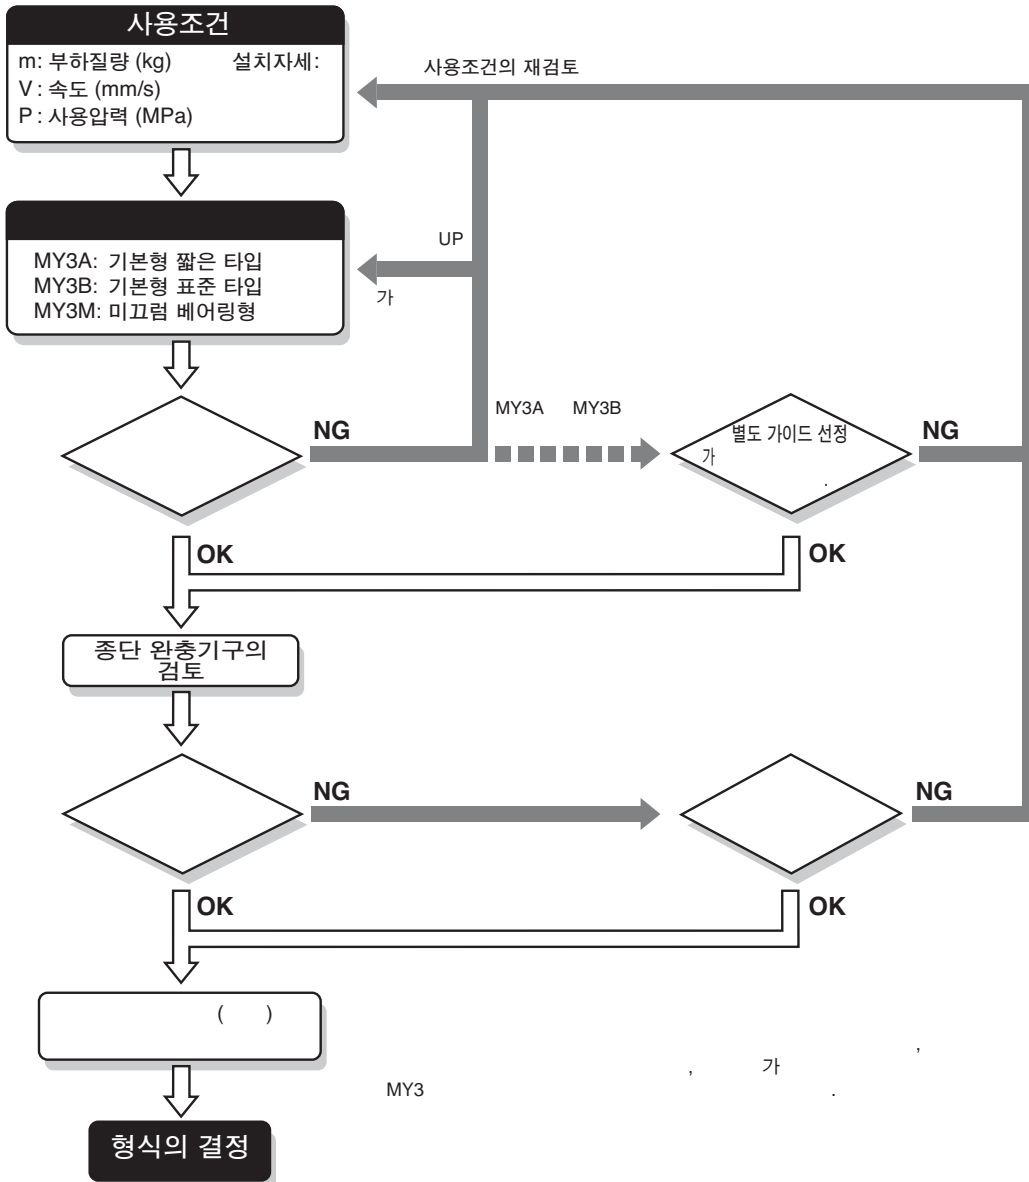 사용조건
m: 부하질량 (kg) 설치자세:
V : 속도 (mm/s)
P : 사용압력 (MPa)
사용조건의 재검토
UP
가
MY3A: 기본형 짧은 타입
MY3B: 기본형 표준 타입
MY3M: 미끄럼 베어링형
NG
MY3A MY3B
별도 가이드 선정
가
.
NG
OK
OK
종단 완충기구의
검토
NG
NG
OK
OK
( )
,
, 가
MY3 .
형식의 결정